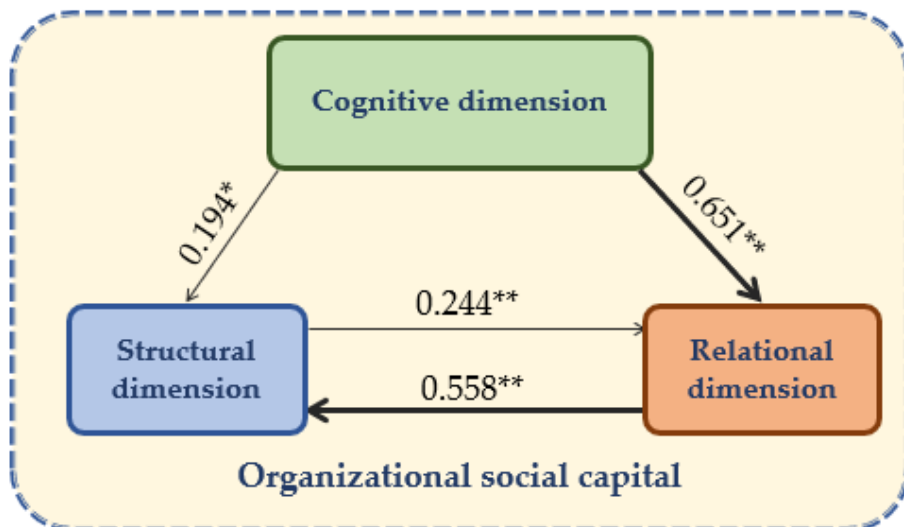 Cognitive dimension
0.194*
0.651**
0.244**
Structural
dimension
Relational
dimension
0.558**
Organizational social capital